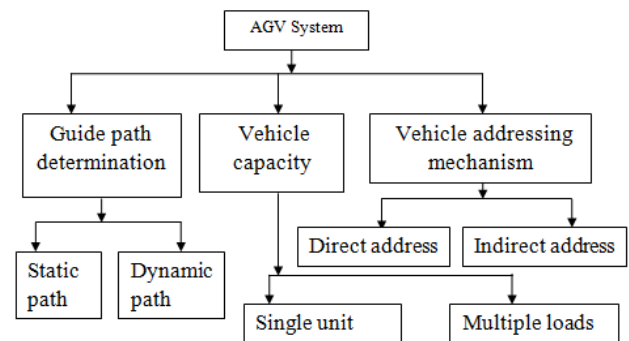 AGV System
Guide path
determination
Vehicle
capacity
Vehicle addressing
mechanism
Direct address
Indirect address
Static
path
Dynamic
path
Single unit
Multiple loads